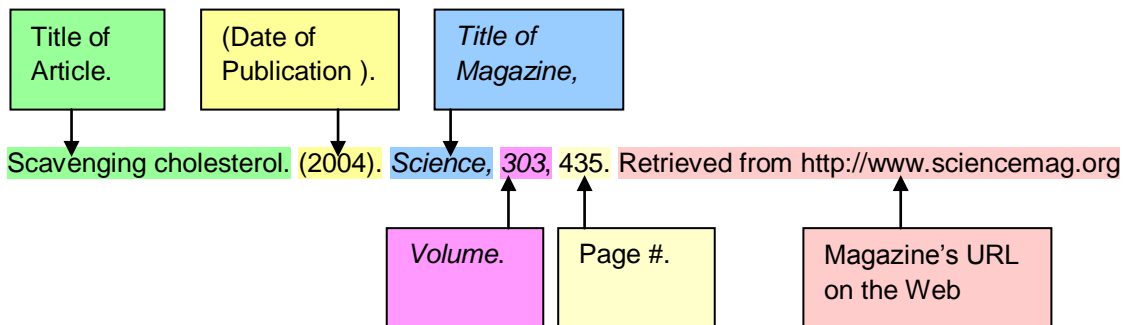 Title of
Article.
(Date of
Publication ).
Title of
Magazine,
Scavenging cholesterol. (2004). Science, 303, 435. Retrieved from http://www.sciencemag.org
Volume.
Page #.
Magazine’s URL
on the Web